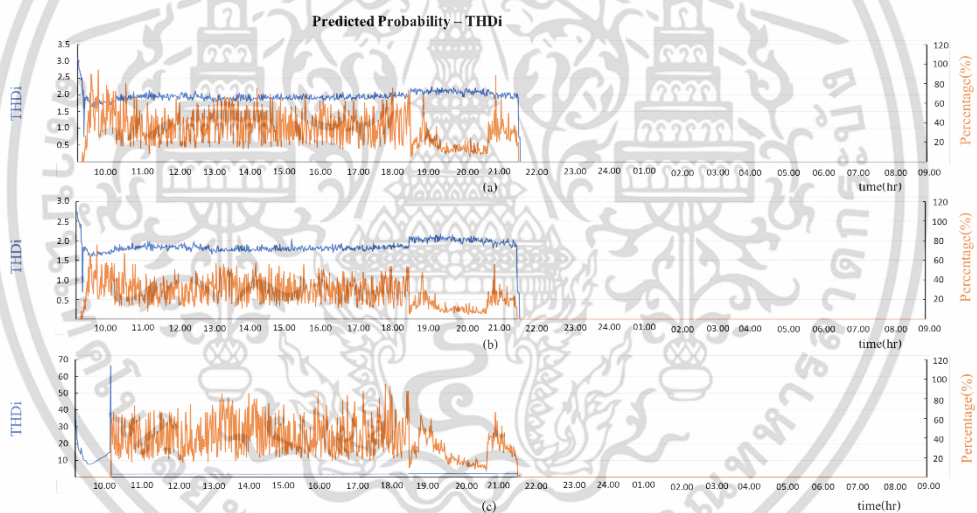 Predicted Probability – THDi
3.5 120
3.0 100
2.5 80
2.0 60
1.5 40
1.0 20
0.5
THDi Percentage(%)
10.00 11.00 12.00 13.00 14.00 15.00 16.00 17.00 18.00 19.00 20.00 21.00 22.00 23.00 24.00 01.00 02.00 03.00 04.00 05.00 06.00 07.00 08.00 09.00
(a) time(hr)
3.0 120
2.5 100
2.0 80
1.5 60
1.0 40
0.5 20
THDi Percentage(%)
10.00 11.00 12.00 13.00 14.00 15.00 16.00 17.00 18.00 19.00 20.00 21.00 22.00 23.00 24.00 01.00 02.00 03.00 04.00 05.00 06.00 07.00 08.00 09.00
(b) time(hr)
70 120
60 100
50 80
40 60
30 40
20 20
10
THDi Percentage(%)
10.00 11.00 12.00 13.00 14.00 15.00 16.00 17.00 18.00 19.00 20.00 21.00 22.00 23.00 24.00 01.00 02.00 03.00 04.00 05.00 06.00 07.00 08.00 09.00
(c) time(hr)